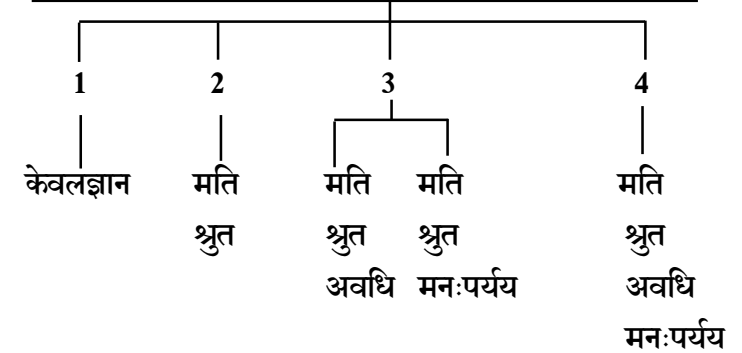 1 2 3 4
केवलज्ञान मति मति मति मति
श्रुत श्रुत श्रुत श्रुत
अवधि मनःपर्यय अवधि
मनःपर्यय